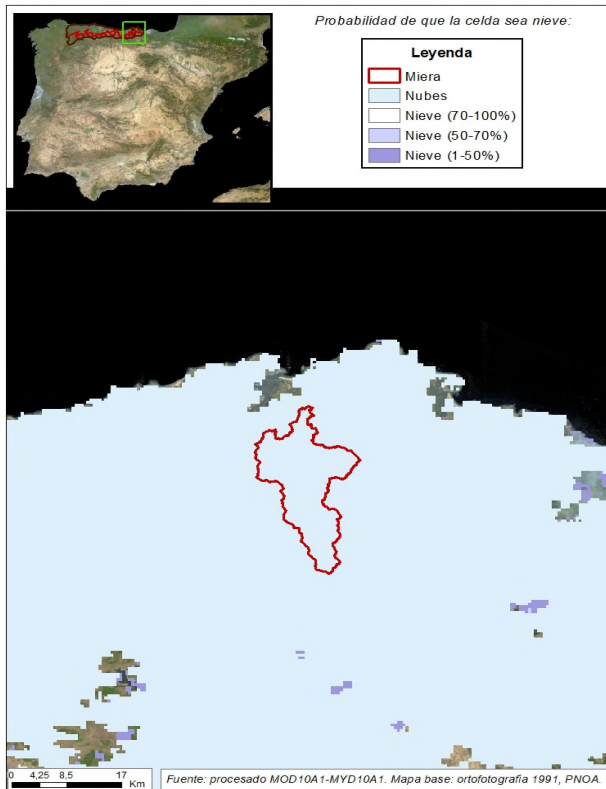 Probabilidad de que la celda sea nieve:
Leyenda
Miera
Nubes
Nieve (70-100%)
Nieve (50-70%)
Nieve (1-50%)
0 4,25 8,5 17
Km
Fuente: procesado MOD10A1-MYD10A1. Mapa base: ortofotografia 1991, PNOA.